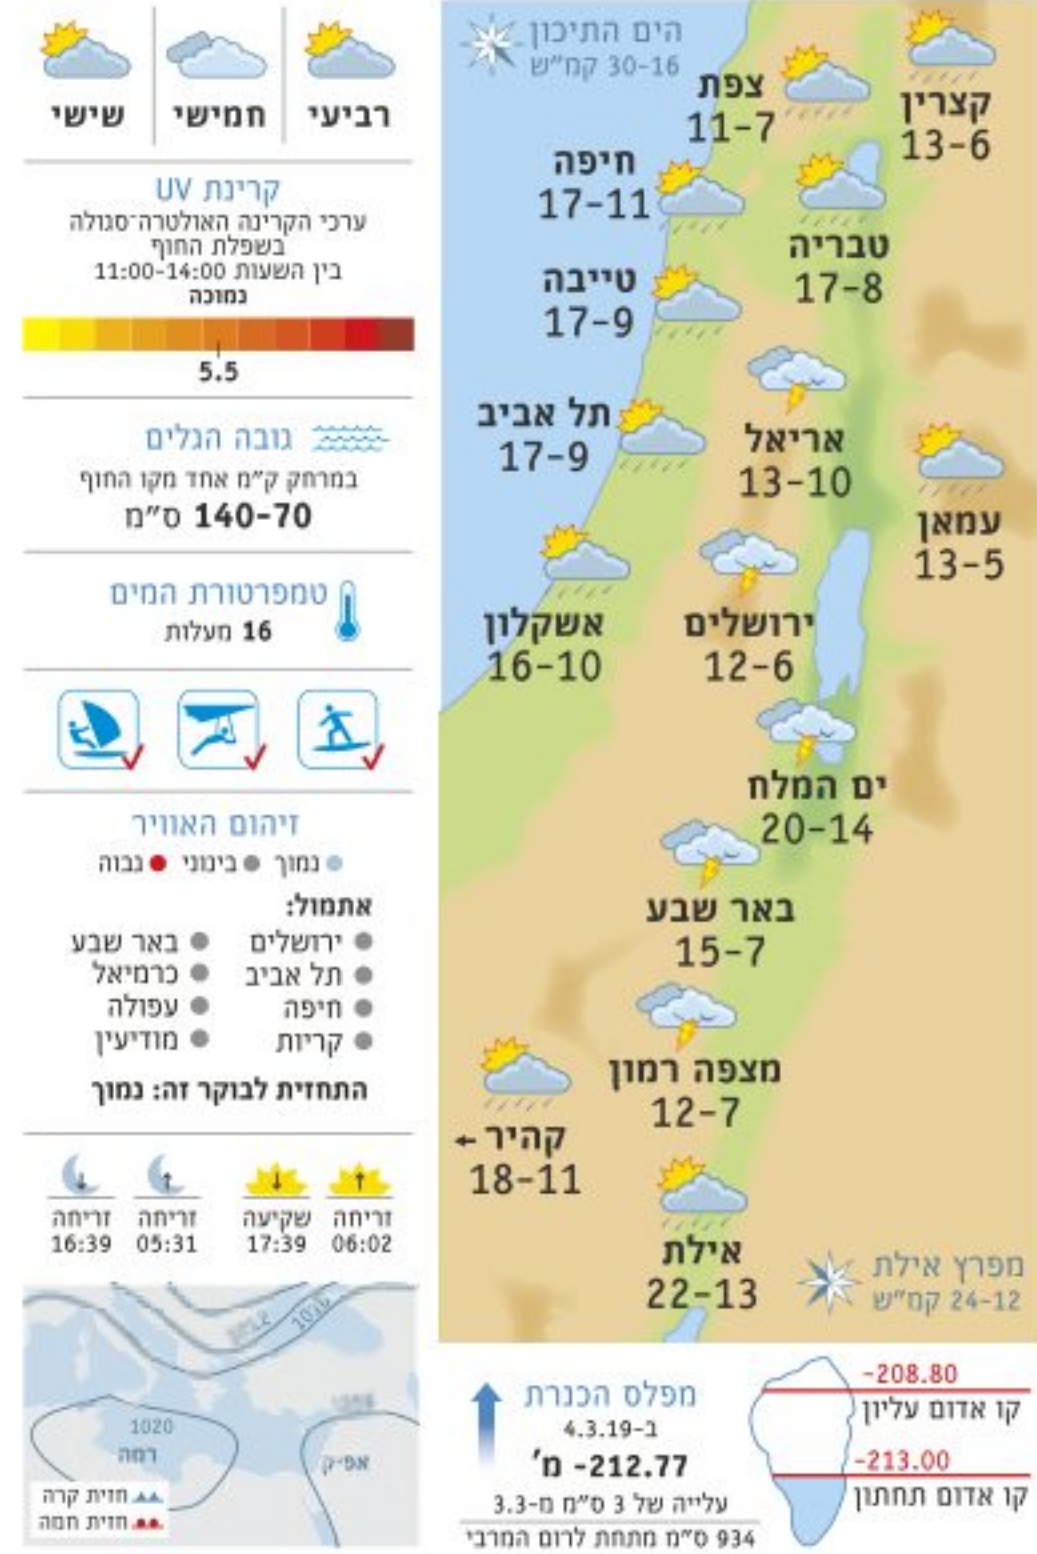 הים התיכון
30-16 קמ"ש
צפת
11-7
קצרין
13-6
חיפה
17-11
טבריה
17-8
טייבה
17-9
תל אביב
17-9
אריאל
13-10
עמאן
13-5
אשקלון
16-10
ירושלים
12-6
ים המלח
20-14
באר שבע
15-7
מצפה רמון
12-7
קהיר ←
18-11
אילת
22-13
מפרץ אילת
24-12 קמ"ש
רביעי
חמישי
שישי
קרינת UV
ערכי הקרינה האולטרה־סגולה
בשפלת החוף
בין השעות 11:00-14:00
נמוכה
5.5
גובה הגלים
במרחק ק"מ אחד מקו החוף
140-70 ס"מ
טמפרטורת המים
16 מעלות
זיהום האוויר
נמוך בינוני גבוה
אתמול:
ירושלים באר שבע
תל אביב כרמיאל
חיפה עפולה
קריות מודיעין
התחזית לבוקר זה: נמוך
זריחה שקיעה זריחה זריחה
06:02 17:39 05:31 16:39
1016
1020
רמה
אפ־ק
חזית קרה
חזית חמה
מפלס הכנרת
ב-4.3.19
-212.77 מ'
עלייה של 3 ס"מ מ-3.3
934 ס"מ מתחת לרום המרבי
-208.80
קו אדום עליון
-213.00
קו אדום תחתון